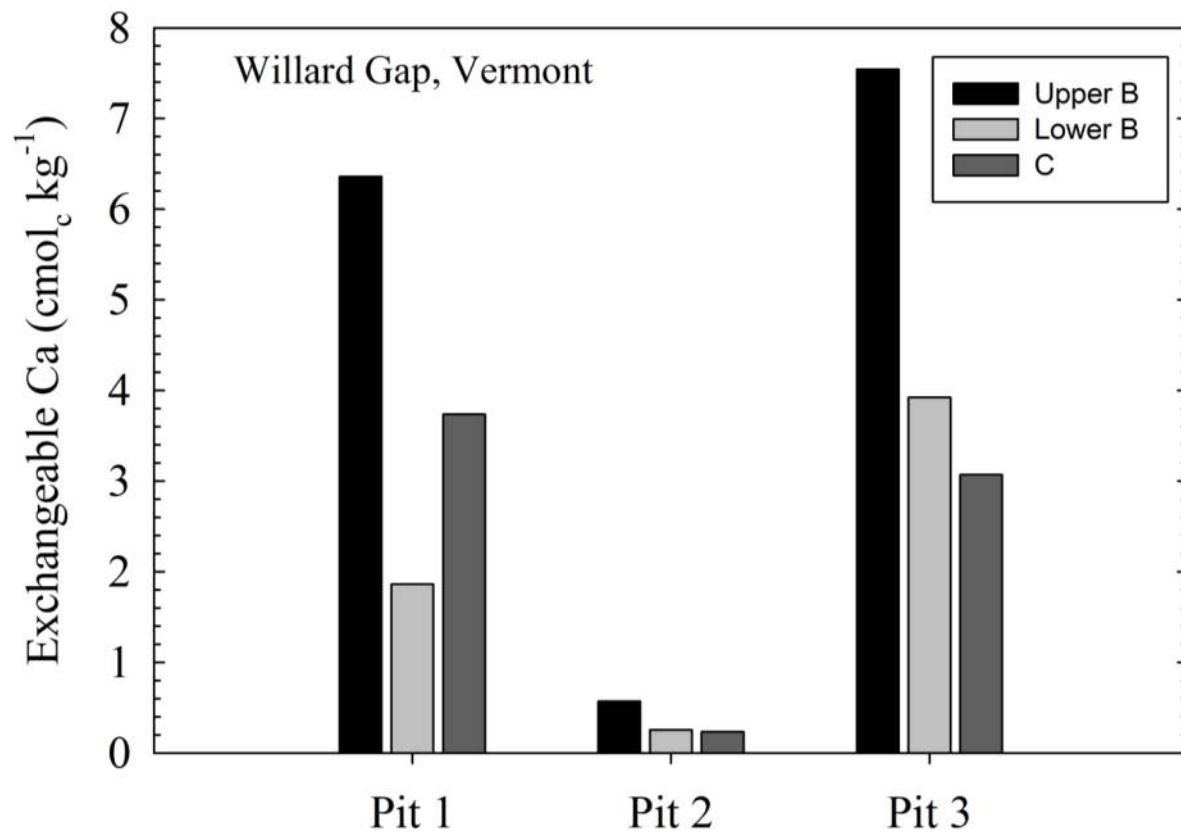 Willard Gap, Vermont
Upper B
Lower B
C
Exchangeable Ca (cmol_c kg^-1)
8
7
6
5
4
3
2
1
0
Pit 1 Pit 2 Pit 3